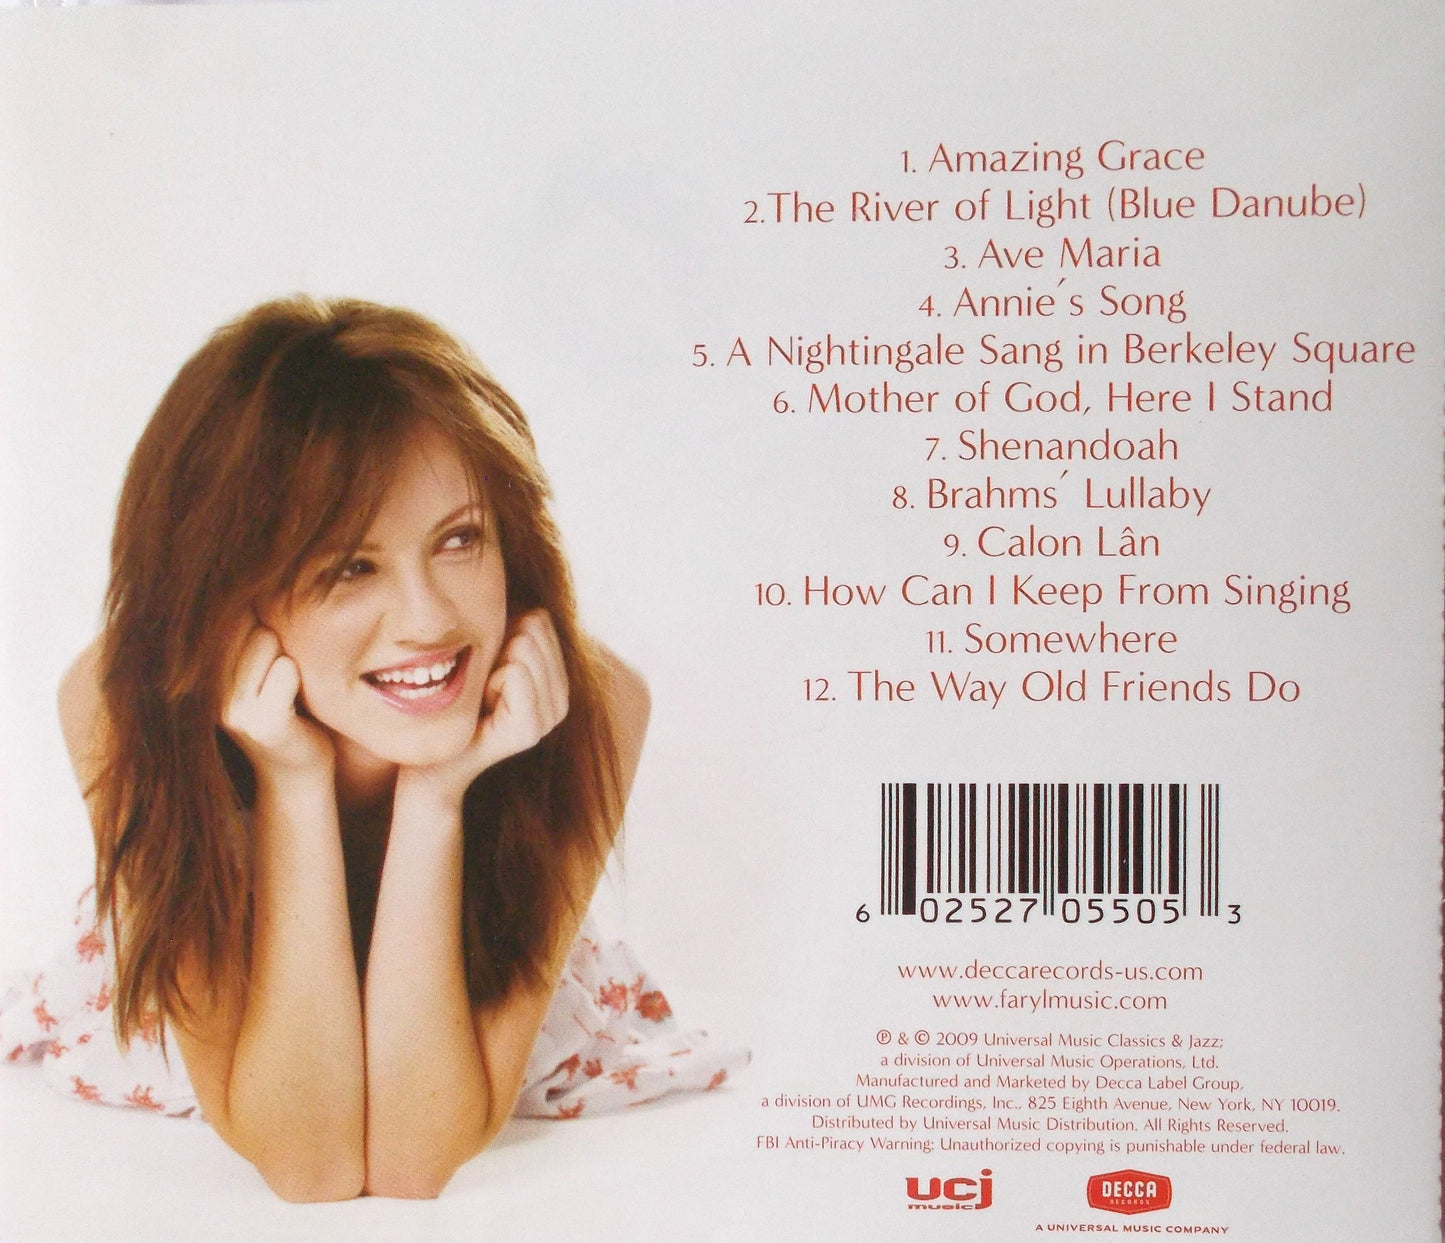 1. Amazing Grace
2.The River of Light (Blue Danube)
3. Ave Maria
4. Annie´s Song
5. A Nightingale Sang in Berkeley Square
6. Mother of God, Here I Stand
7. Shenandoah
8. Brahms´ Lullaby
9. Calon Lân
10. How Can I Keep From Singing
11. Somewhere
12. The Way Old Friends Do
6 02527 05505 3
www.deccarecords-us.com
www.farylmusic.com
℗ & © 2009 Universal Music Classics & Jazz;
a division of Universal Music Operations, Ltd.
Manufactured and Marketed by Decca Label Group,
a division of UMG Recordings, Inc., 825 Eighth Avenue, New York, NY 10019.
Distributed by Universal Music Distribution. All Rights Reserved.
FBI Anti-Piracy Warning: Unauthorized copying is punishable under federal law.
ucj
music
DECCA
RECORDS
A UNIVERSAL MUSIC COMPANY